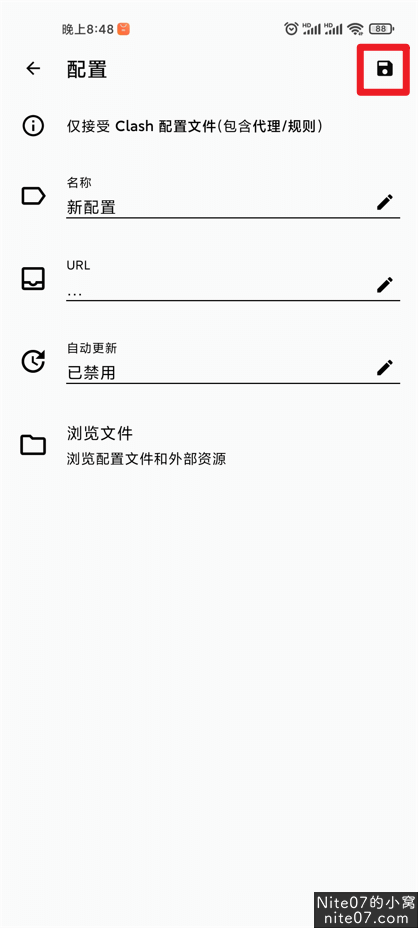 晚上8:48
HD HD 88
配置
仅接受 Clash 配置文件(包含代理/规则)
名称
新配置
URL
...
自动更新
已禁用
浏览文件
浏览配置文件和外部资源
Nite07的小窝
nite07.com